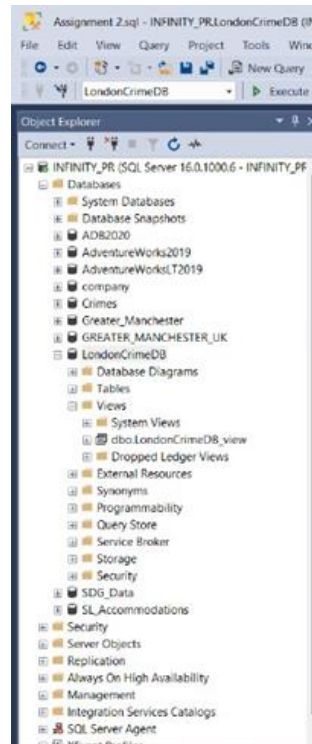 Assignment 2.sql - INFINITY_PR.LondonCrimeDB (IN
File Edit View Query Project Tools Wind
New Query
LondonCrimeDB Execute
Object Explorer
Connect
INFINITY_PR (SQL Server 16.0.1000.6 - INFINITY_PR
Databases
System Databases
Database Snapshots
ADB2020
AdventureWorks2019
AdventureWorksLT2019
company
Crimes
Greater_Manchester
GREATER_MANCHESTER_UK
LondonCrimeDB
Database Diagrams
Tables
Views
System Views
dbo.LondonCrimeDB_view
Dropped Ledger Views
External Resources
Synonyms
Programmability
Query Store
Service Broker
Storage
Security
SDG_Data
SL_Accommodations
Security
Server Objects
Replication
Always On High Availability
Management
Integration Services Catalogs
SQL Server Agent
XEvent Profiler